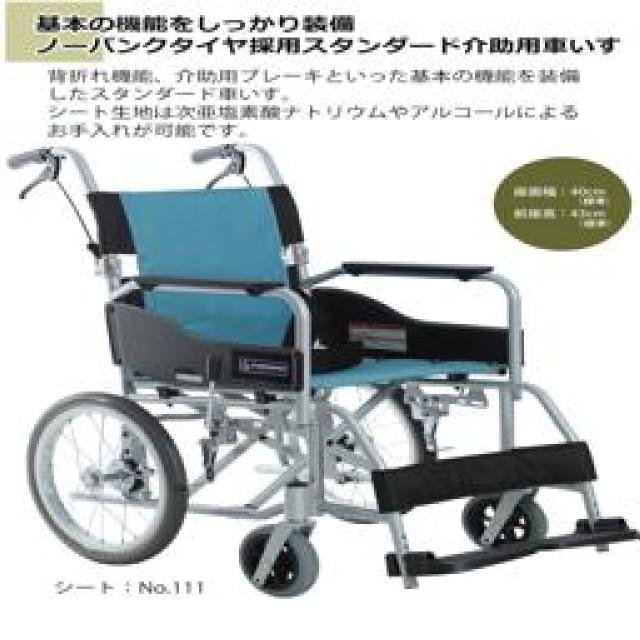 基本の機能をしっかり装備
ノーパンクタイヤ採用スタンダード介助用車いす
背折れ機能、介助用ブレーキといった基本の機能を装備
したスタンダード車いす。
シート生地は次亜塩素酸ナトリウムやアルコールによる
お手入れが可能です。
座面幅：40cm
前座高：43cm
シート：No.111